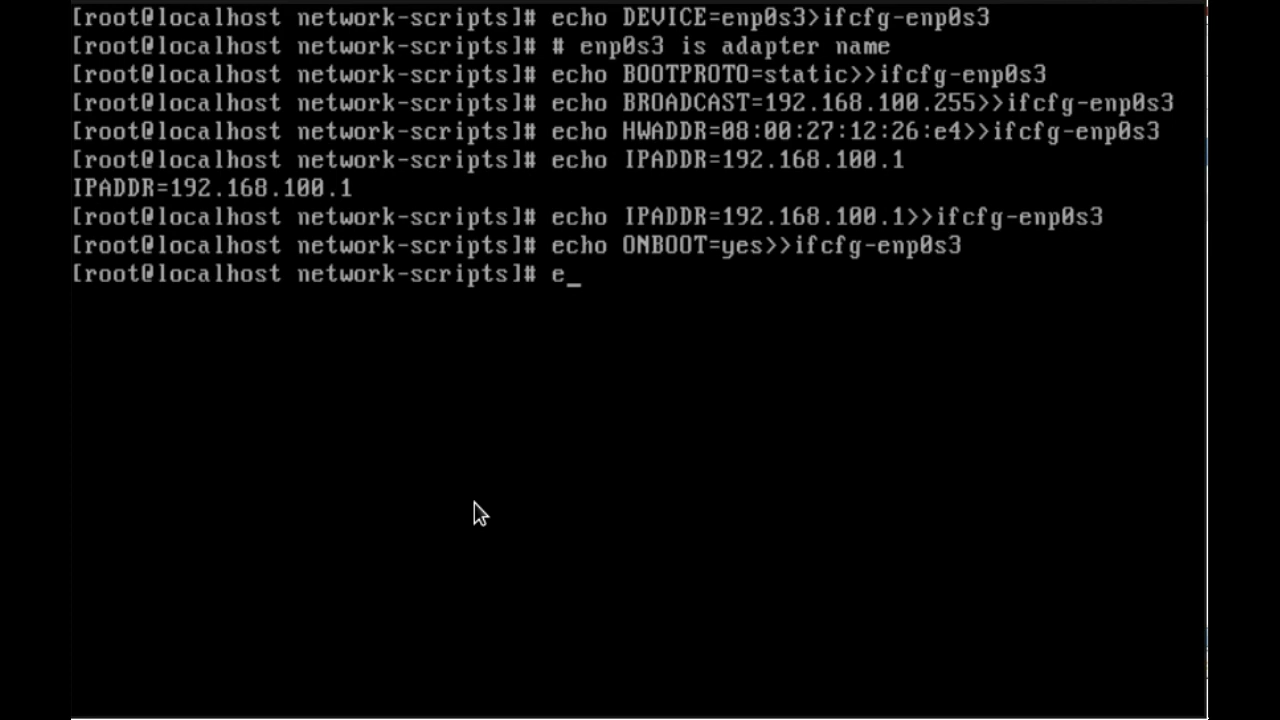 [root@localhost network-scripts]# echo DEVICE=enp0s3>ifcfg-enp0s3
[root@localhost network-scripts]# # enp0s3 is adapter name
[root@localhost network-scripts]# echo BOOTPROTO=static>>ifcfg-enp0s3
[root@localhost network-scripts]# echo BROADCAST=192.168.100.255>>ifcfg-enp0s3
[root@localhost network-scripts]# echo HWADDR=08:00:27:12:26:e4>>ifcfg-enp0s3
[root@localhost network-scripts]# echo IPADDR=192.168.100.1
IPADDR=192.168.100.1
[root@localhost network-scripts]# echo IPADDR=192.168.100.1>>ifcfg-enp0s3
[root@localhost network-scripts]# echo ONBOOT=yes>>ifcfg-enp0s3
[root@localhost network-scripts]# e_